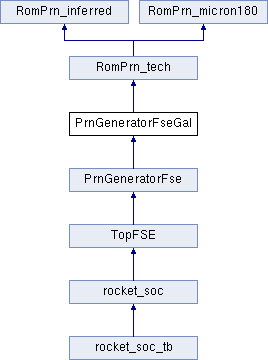 RomPrn_inferred
RomPrn_micron180
RomPrn_tech
PrnGeneratorFseGal
PrnGeneratorFse
TopFSE
rocket_soc
rocket_soc_tb